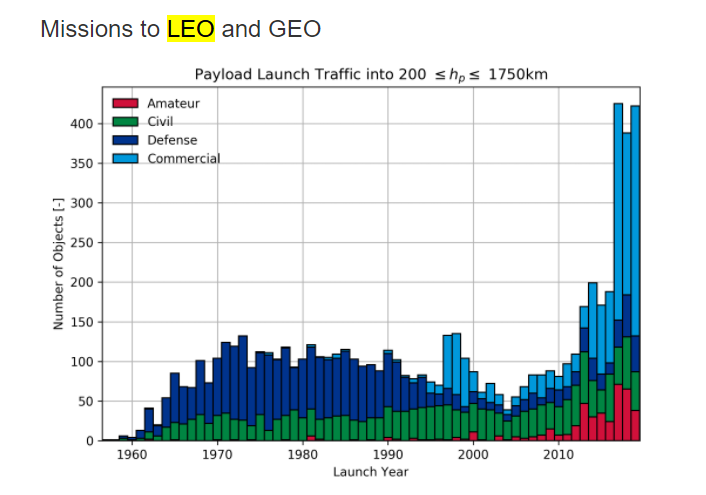 Missions to LEO and GEO
Payload Launch Traffic into 200 ≤hp≤ 1750km
Amateur
Civil
Defense
Commercial
400
350
300
250
200
150
100
50
0
Number of Objects [-]
1960 1970 1980 1990 2000 2010
Launch Year